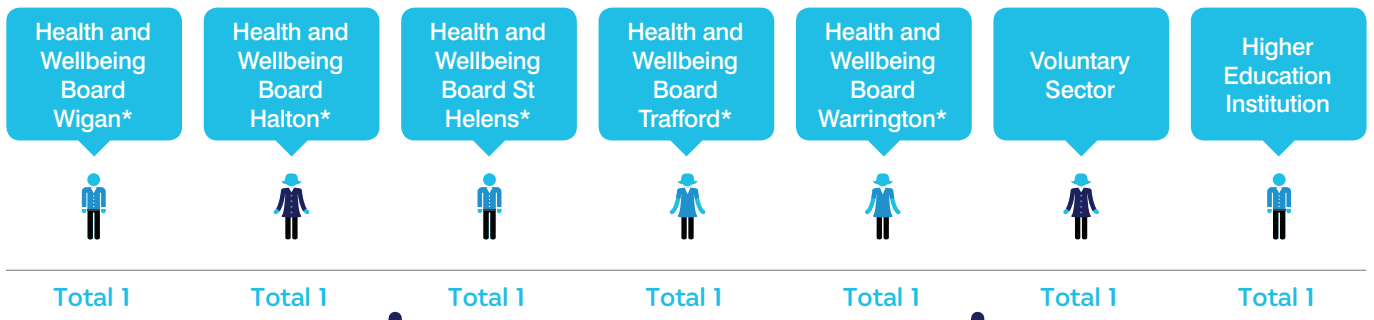 Health and
Wellbeing
Board
Wigan*
Health and
Wellbeing
Board
Halton*
Health and
Wellbeing
Board St
Helens*
Health and
Wellbeing
Board
Trafford*
Health and
Wellbeing
Board
Warrington*
Voluntary
Sector
Higher
Education
Institution
Total 1
Total 1
Total 1
Total 1
Total 1
Total 1
Total 1